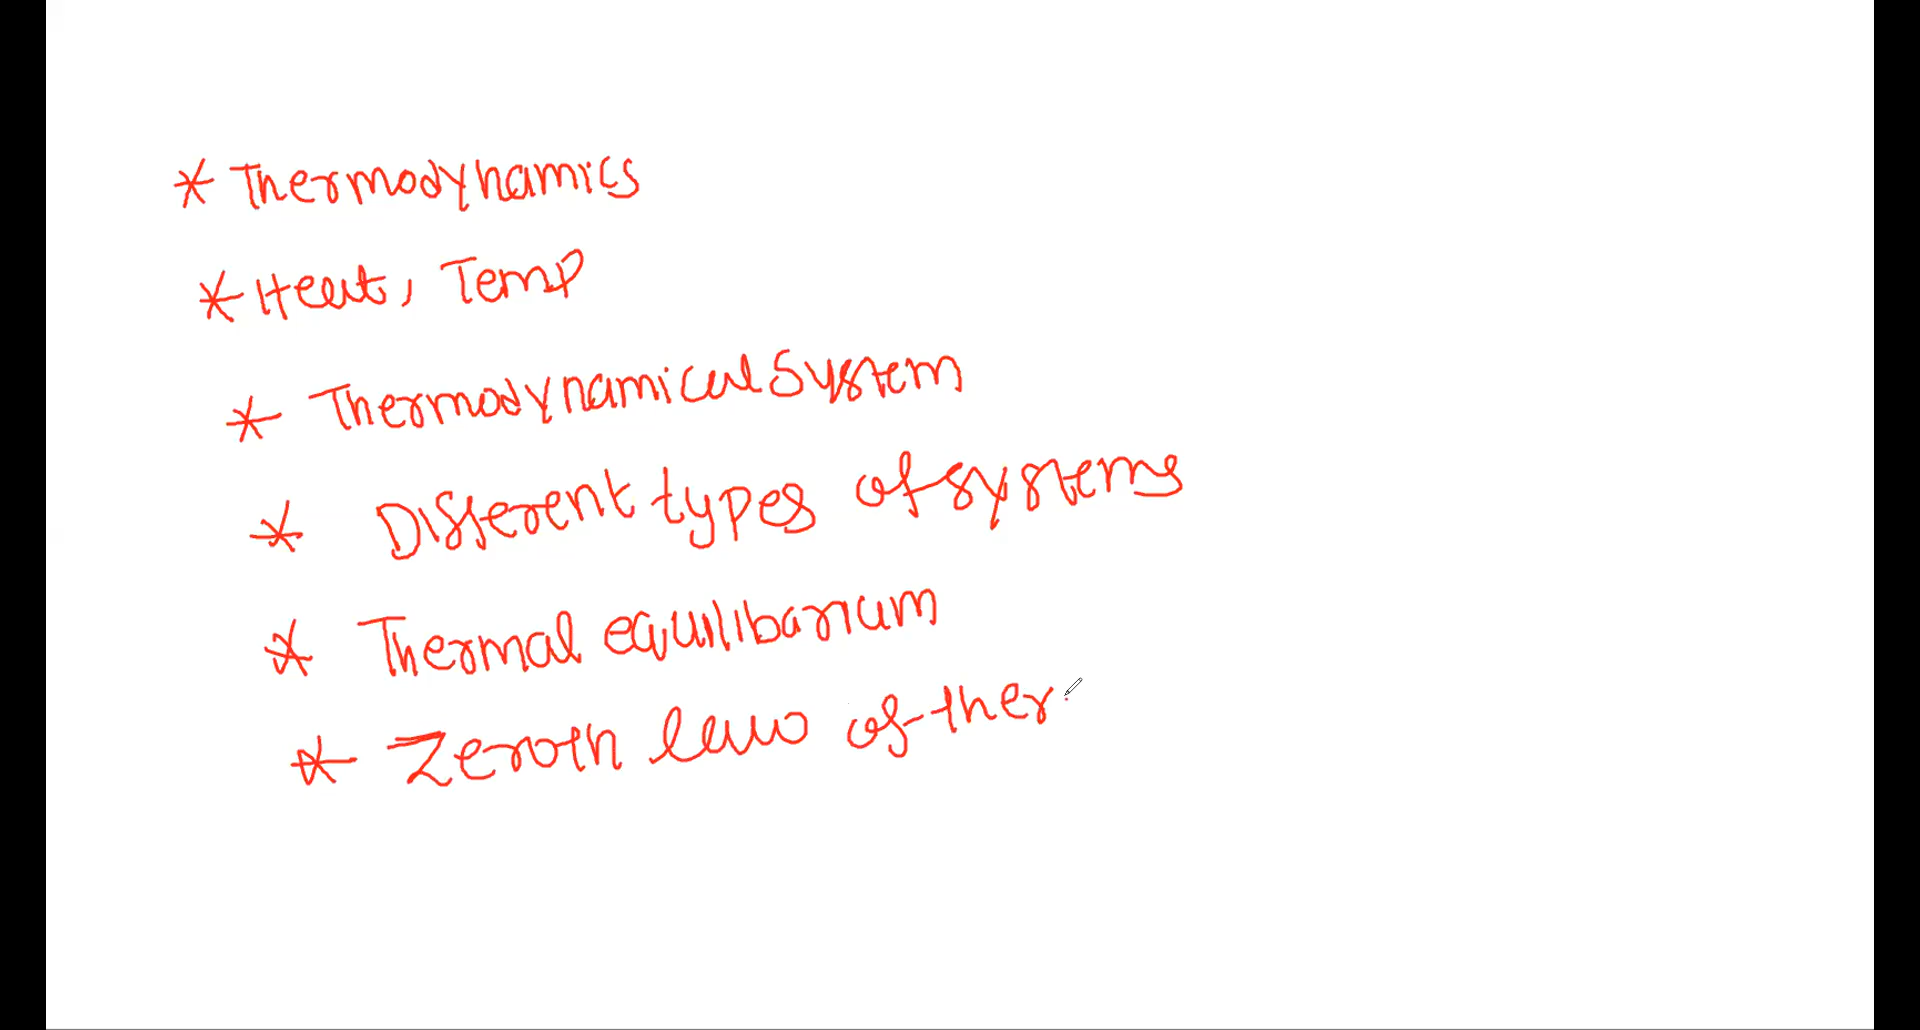 * Thermodynamics
* Heat, Temp
* Thermodynamical System
* Different types of systems
* Thermal equilibarium
* Zeroth law of ther